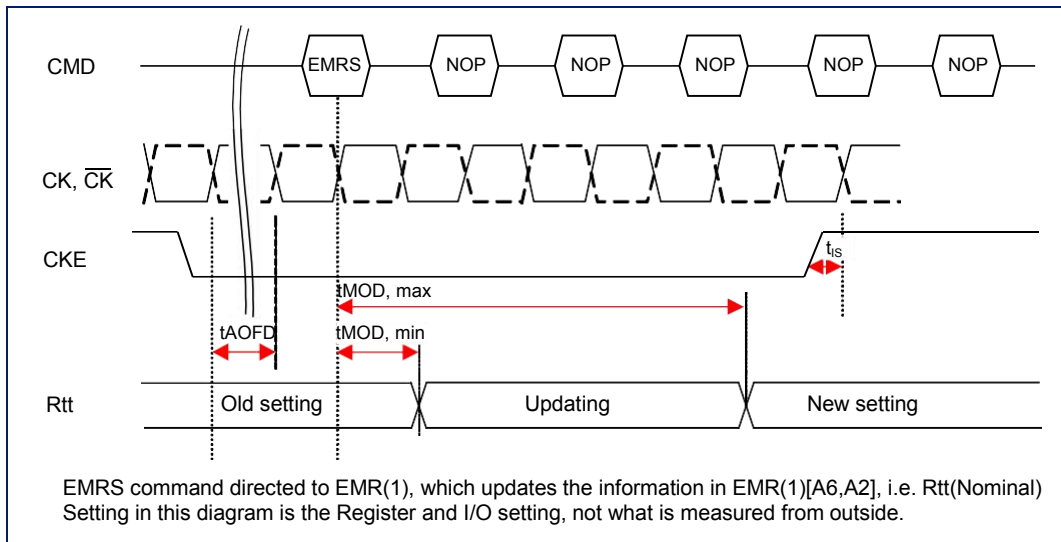 CMD EMRS NOP NOP NOP NOP NOP
CK, C̅K̅
CKE
tIS
tMOD, max
tAOFD tMOD, min
Rtt Old setting Updating New setting
EMRS command directed to EMR(1), which updates the information in EMR(1)[A6,A2], i.e. Rtt(Nominal)
Setting in this diagram is the Register and I/O setting, not what is measured from outside.